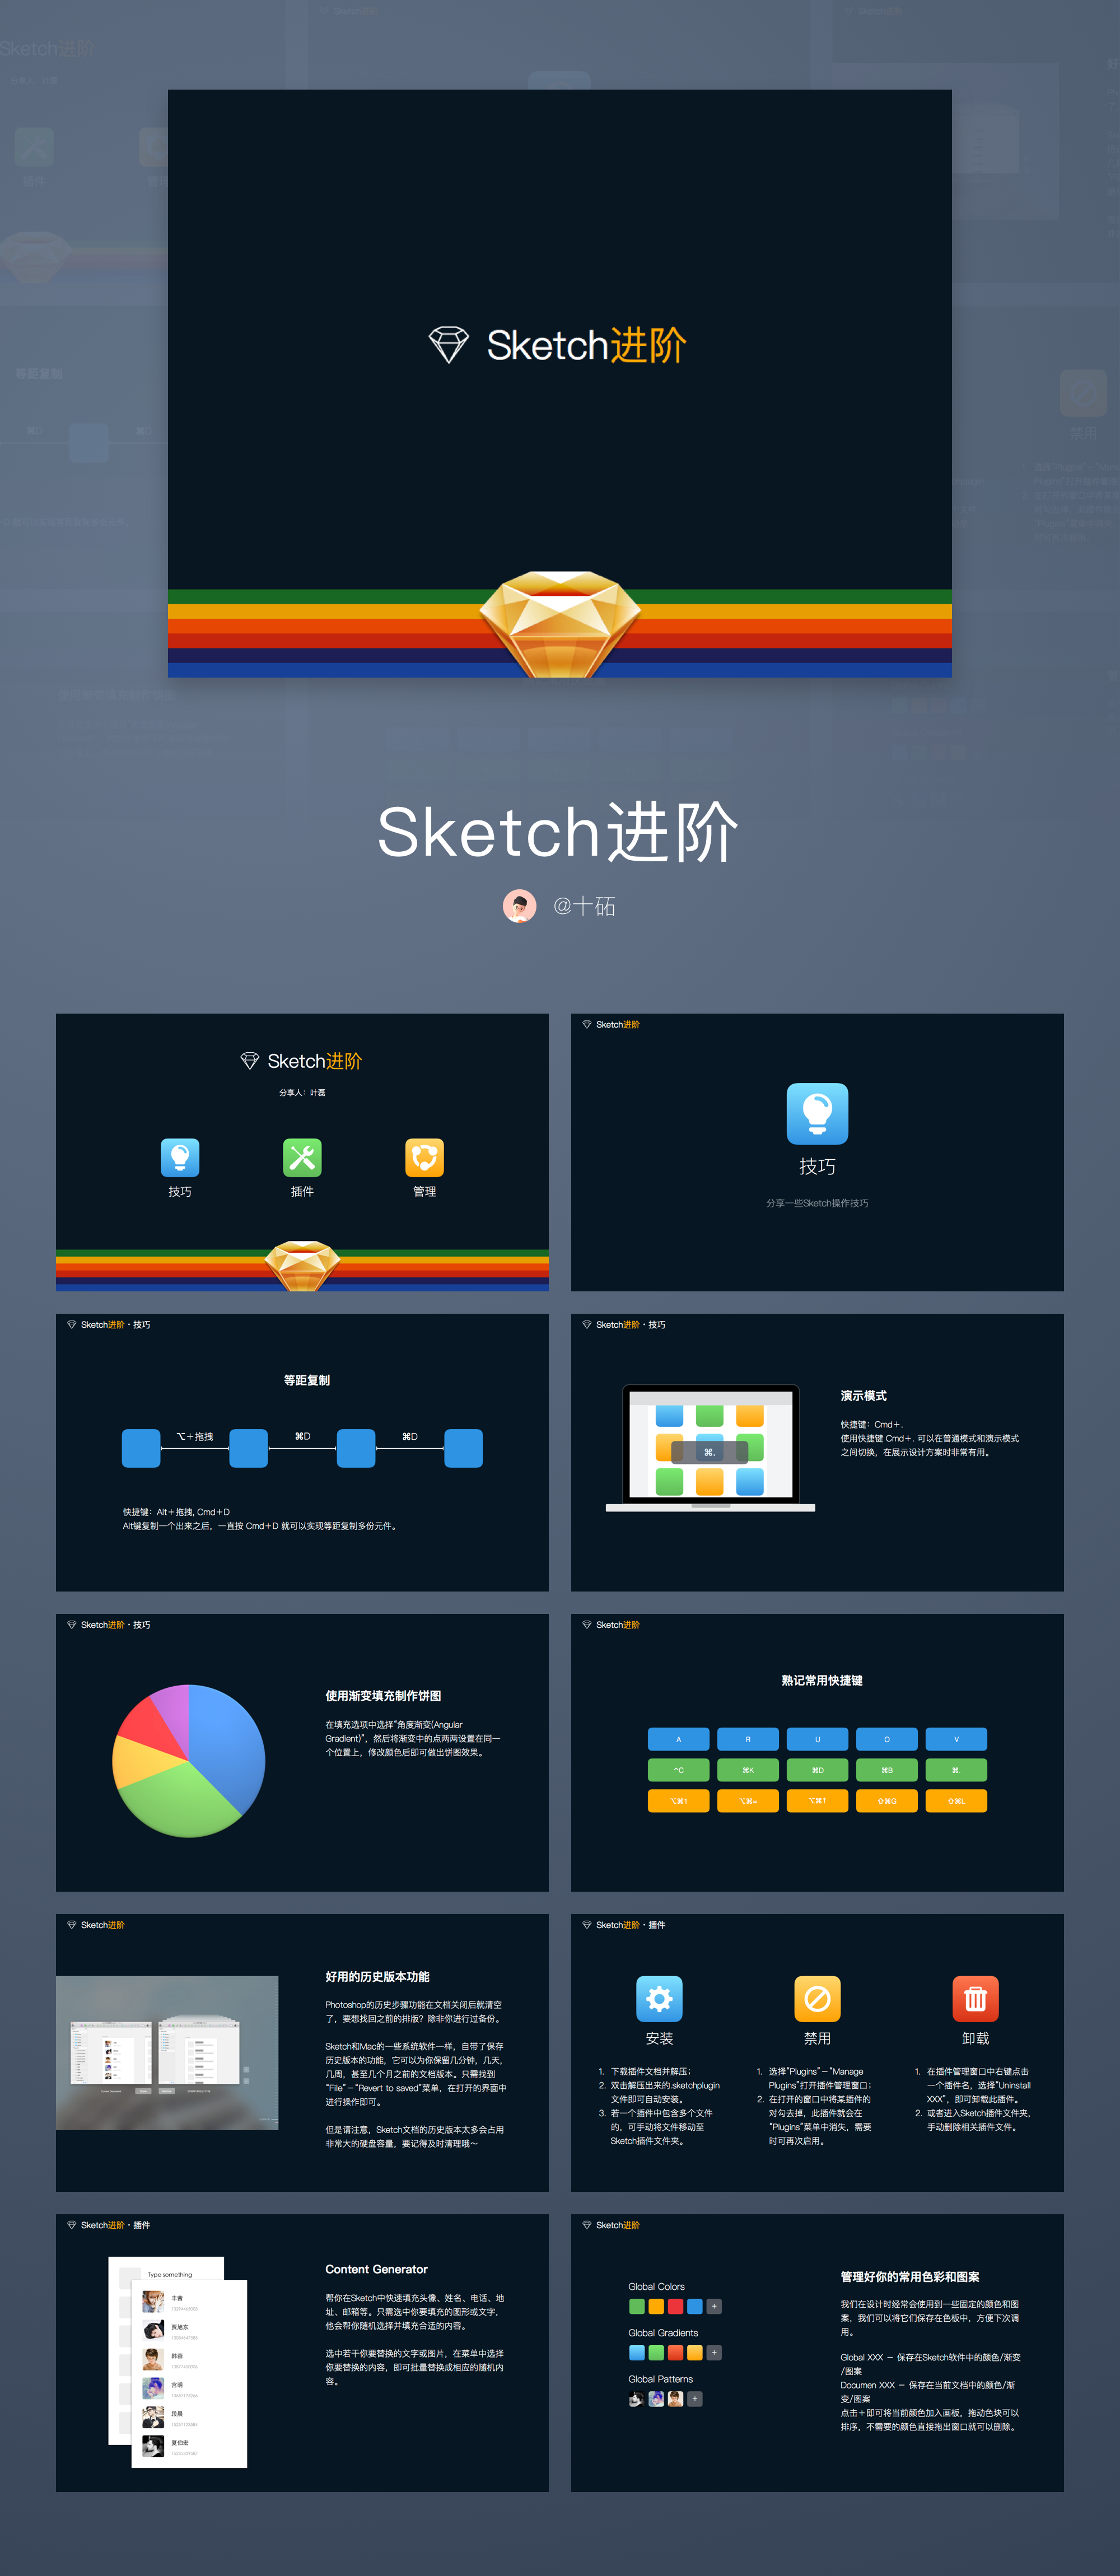 Sketch进阶
Sketch进阶
@十砳
Sketch进阶
分享人：叶磊
技巧
插件
管理
Sketch进阶
技巧
分享一些Sketch操作技巧
Sketch进阶・技巧
等距复制
⌥＋拖拽
⌘D
⌘D
快捷键：Alt＋拖拽, Cmd＋D
Alt键复制一个出来之后，一直按 Cmd＋D 就可以实现等距复制多份元件。
Sketch进阶・技巧
⌘.
演示模式
快捷键：Cmd＋.
使用快捷键 Cmd＋. 可以在普通模式和演示模式
之间切换，在展示设计方案时非常有用。
Sketch进阶・技巧
使用渐变填充制作饼图
在填充选项中选择“角度渐变(Angular
Gradient)”，然后将渐变中的点两两设置在同一
个位置上，修改颜色后即可做出饼图效果。
Sketch进阶
熟记常用快捷键
A
R
U
O
V
^C
⌘K
⌘D
⌘B
⌘.
⌥⌘1
⌥⌘=
⌥⌘↑
⇧⌘G
⇧⌘L
Sketch进阶
好用的历史版本功能
Photoshop的历史步骤功能在文档关闭后就清空
了，要想找回之前的排版？除非你进行过备份。
Sketch和Mac的一些系统软件一样，自带了保存
历史版本的功能，它可以为你保留几分钟，几天，
几周，甚至几个月之前的文档版本。只需找到
“File”－“Revert to saved”菜单，在打开的界面中
进行操作即可。
但是请注意，Sketch文档的历史版本太多会占用
非常大的硬盘容量，要记得及时清理哦～
Sketch进阶・插件
安装
1. 下载插件文档并解压；
2. 双击解压出来的.sketchplugin
文件即可自动安装。
3. 若一个插件中包含多个文件
的，可手动将文件移动至
Sketch插件文件夹。
禁用
1. 选择“Plugins”－“Manage
Plugins”打开插件管理窗口；
2. 在打开的窗口中将某插件的
对勾去掉，此插件就会在
“Plugins”菜单中消失，需要
时可再次启用。
卸载
1. 在插件管理窗口中右键点击
一个插件名，选择“Uninstall
XXX”，即可卸载此插件。
2. 或者进入Sketch插件文件夹，
手动删除相关插件文件。
Sketch进阶・插件
Type something
丰茜
贾旭东
韩蓉
宫明
段晨
夏伯宏
Content Generator
帮你在Sketch中快速填充头像、姓名、电话、地
址、邮箱等。只需选中你要填充的图形或文字，
他会帮你随机选择并填充合适的内容。
选中若干你要替换的文字或图片，在菜单中选择
你要替换的内容，即可批量替换成相应的随机内
容。
Sketch进阶
Global Colors
Global Gradients
Global Patterns
管理好你的常用色彩和图案
我们在设计时经常会使用到一些固定的颜色和图
案，我们可以将它们保存在色板中，方便下次调
用。
Global XXX － 保存在Sketch软件中的颜色/渐变
/图案
Documen XXX － 保存在当前文档中的颜色/渐
变/图案
点击＋即可将当前颜色加入画板，拖动色块可以
排序，不需要的颜色直接拖出窗口就可以删除。